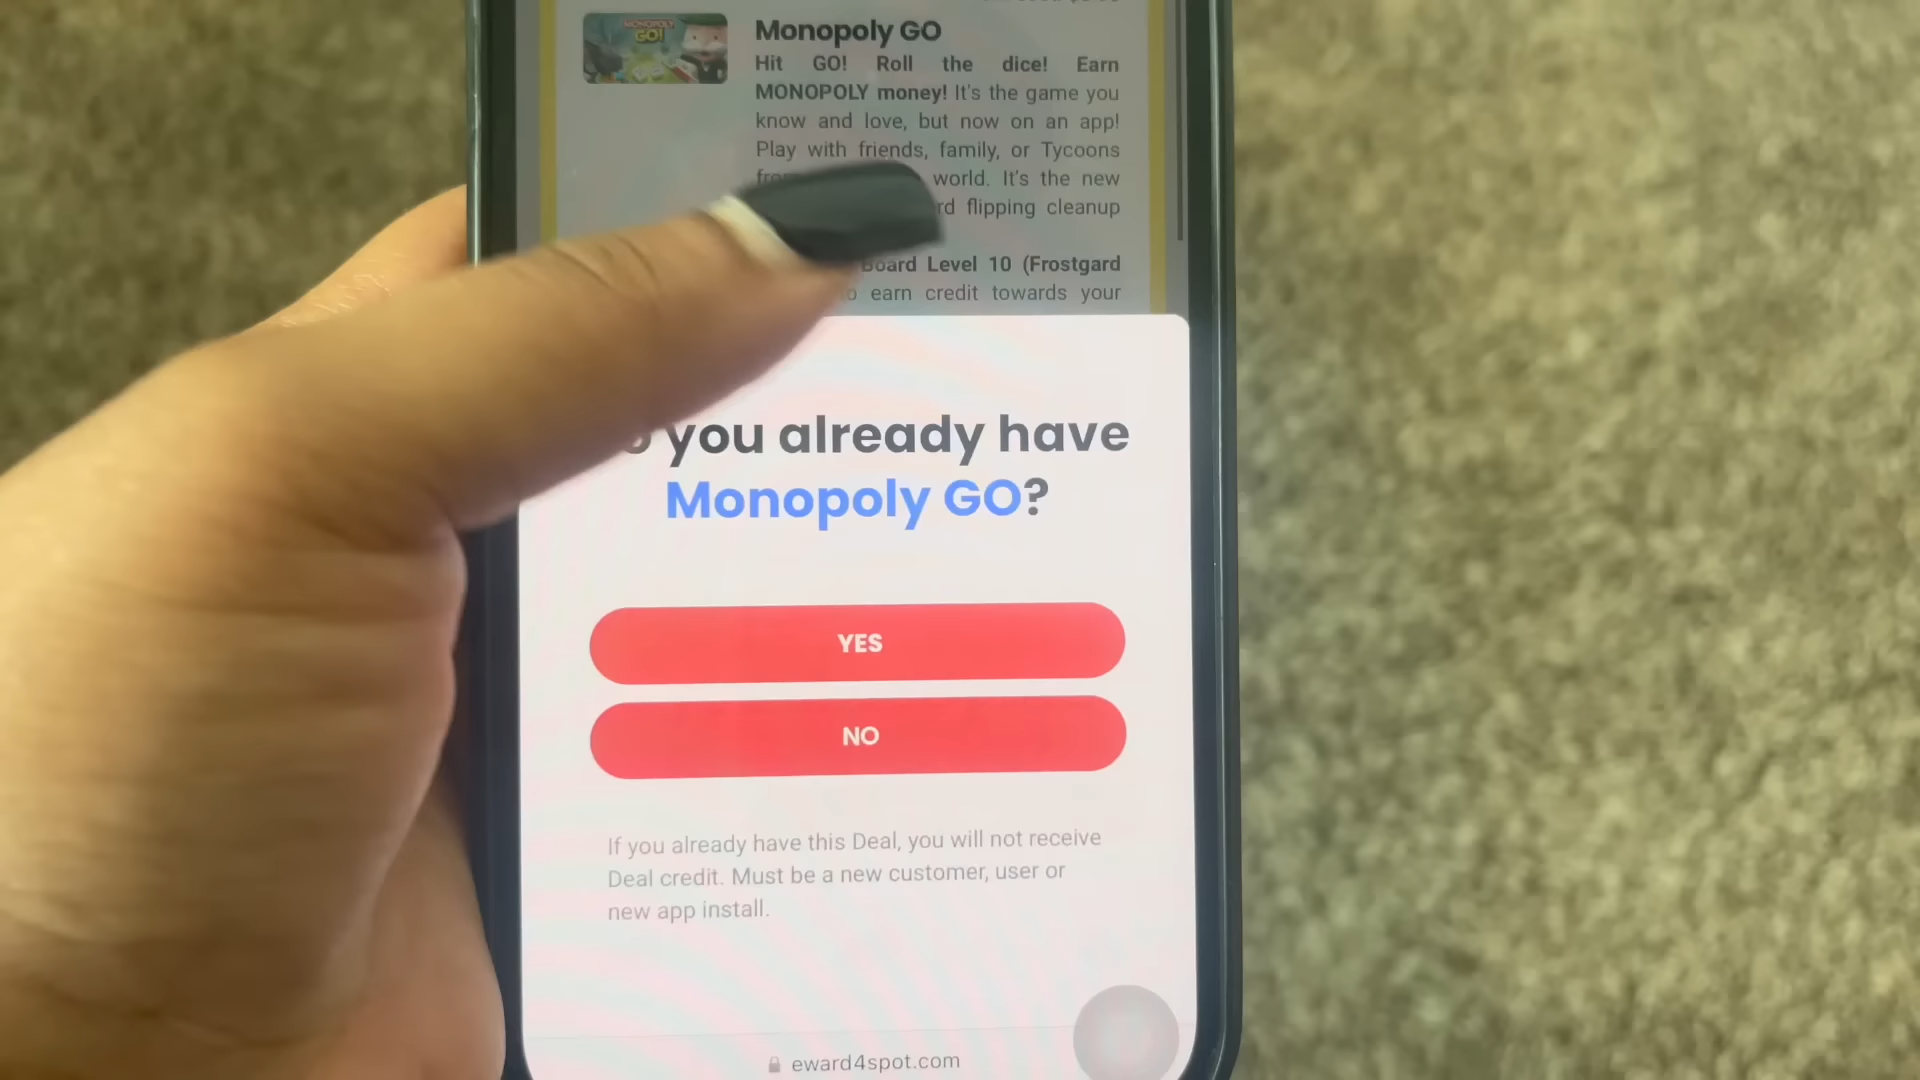 MONOPOLY
GO!
Monopoly GO
Hit GO! Roll the dice! Earn
MONOPOLY money! It's the game you
know and love, but now on an app!
Play with friends, family, or Tycoons
world. It's the new
flipping cleanup
Board Level 10 (Frostgard
earn credit towards your
you already have
Monopoly GO?
YES
NO
If you already have this Deal, you will not receive
Deal credit. Must be a new customer, user or
new app install.
eward4spot.com